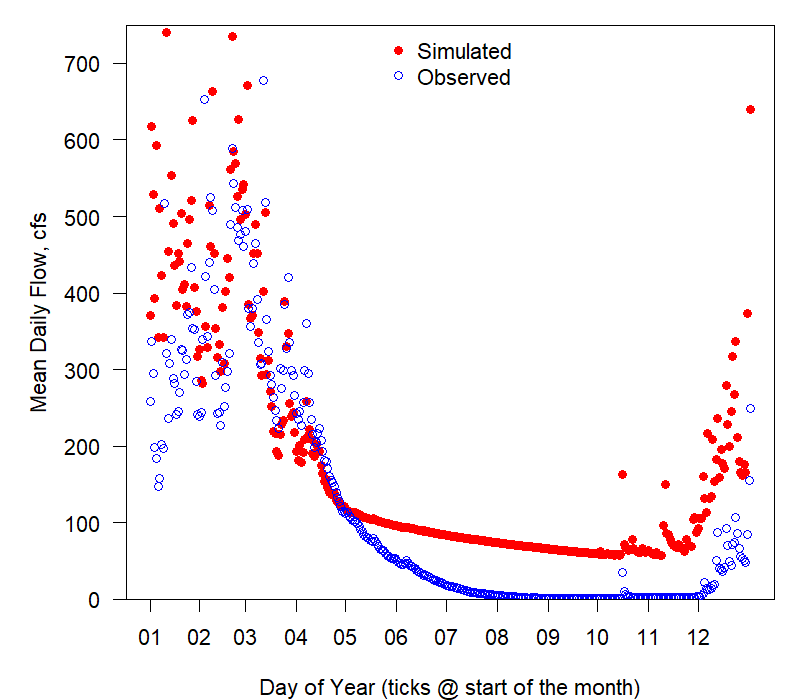 Simulated
Observed
700
600
500
400
300
200
100
0
Mean Daily Flow, cfs
01 02 03 04 05 06 07 08 09 10 11 12
Day of Year (ticks @ start of the month)